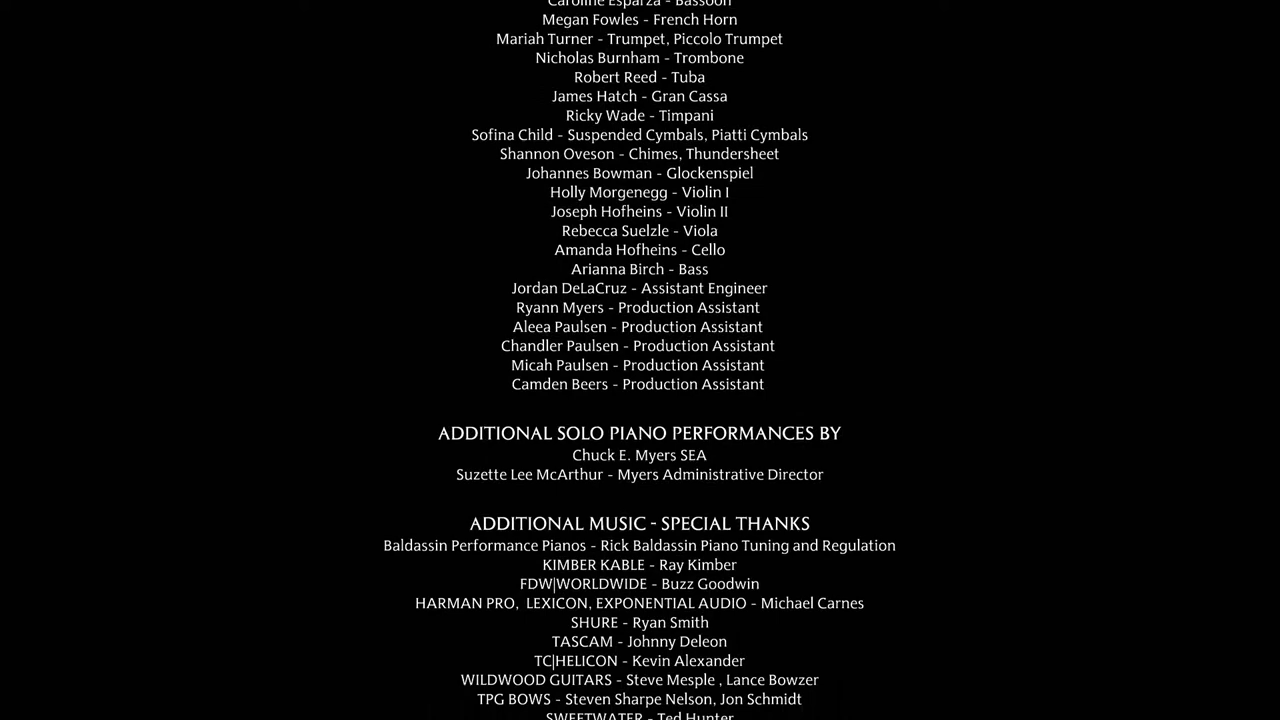 Caroline Esparza - Bassoon
Megan Fowles - French Horn
Mariah Turner - Trumpet, Piccolo Trumpet
Nicholas Burnham - Trombone
Robert Reed - Tuba
James Hatch - Gran Cassa
Ricky Wade - Timpani
Sofina Child - Suspended Cymbals, Piatti Cymbals
Shannon Oveson - Chimes, Thundersheet
Johannes Bowman - Glockenspiel
Holly Morgenegg - Violin I
Joseph Hofheins - Violin II
Rebecca Suelzle - Viola
Amanda Hofheins - Cello
Arianna Birch - Bass
Jordan DeLaCruz - Assistant Engineer
Ryann Myers - Production Assistant
Aleea Paulsen - Production Assistant
Chandler Paulsen - Production Assistant
Micah Paulsen - Production Assistant
Camden Beers - Production Assistant
ADDITIONAL SOLO PIANO PERFORMANCES BY
Chuck E. Myers SEA
Suzette Lee McArthur - Myers Administrative Director
ADDITIONAL MUSIC - SPECIAL THANKS
Baldassin Performance Pianos - Rick Baldassin Piano Tuning and Regulation
KIMBER KABLE - Ray Kimber
FDW|WORLDWIDE - Buzz Goodwin
HARMAN PRO,  LEXICON, EXPONENTIAL AUDIO - Michael Carnes
SHURE - Ryan Smith
TASCAM - Johnny Deleon
TC|HELICON - Kevin Alexander
WILDWOOD GUITARS - Steve Mesple , Lance Bowzer
TPG BOWS - Steven Sharpe Nelson, Jon Schmidt
SWEETWATER - Ted Hunter